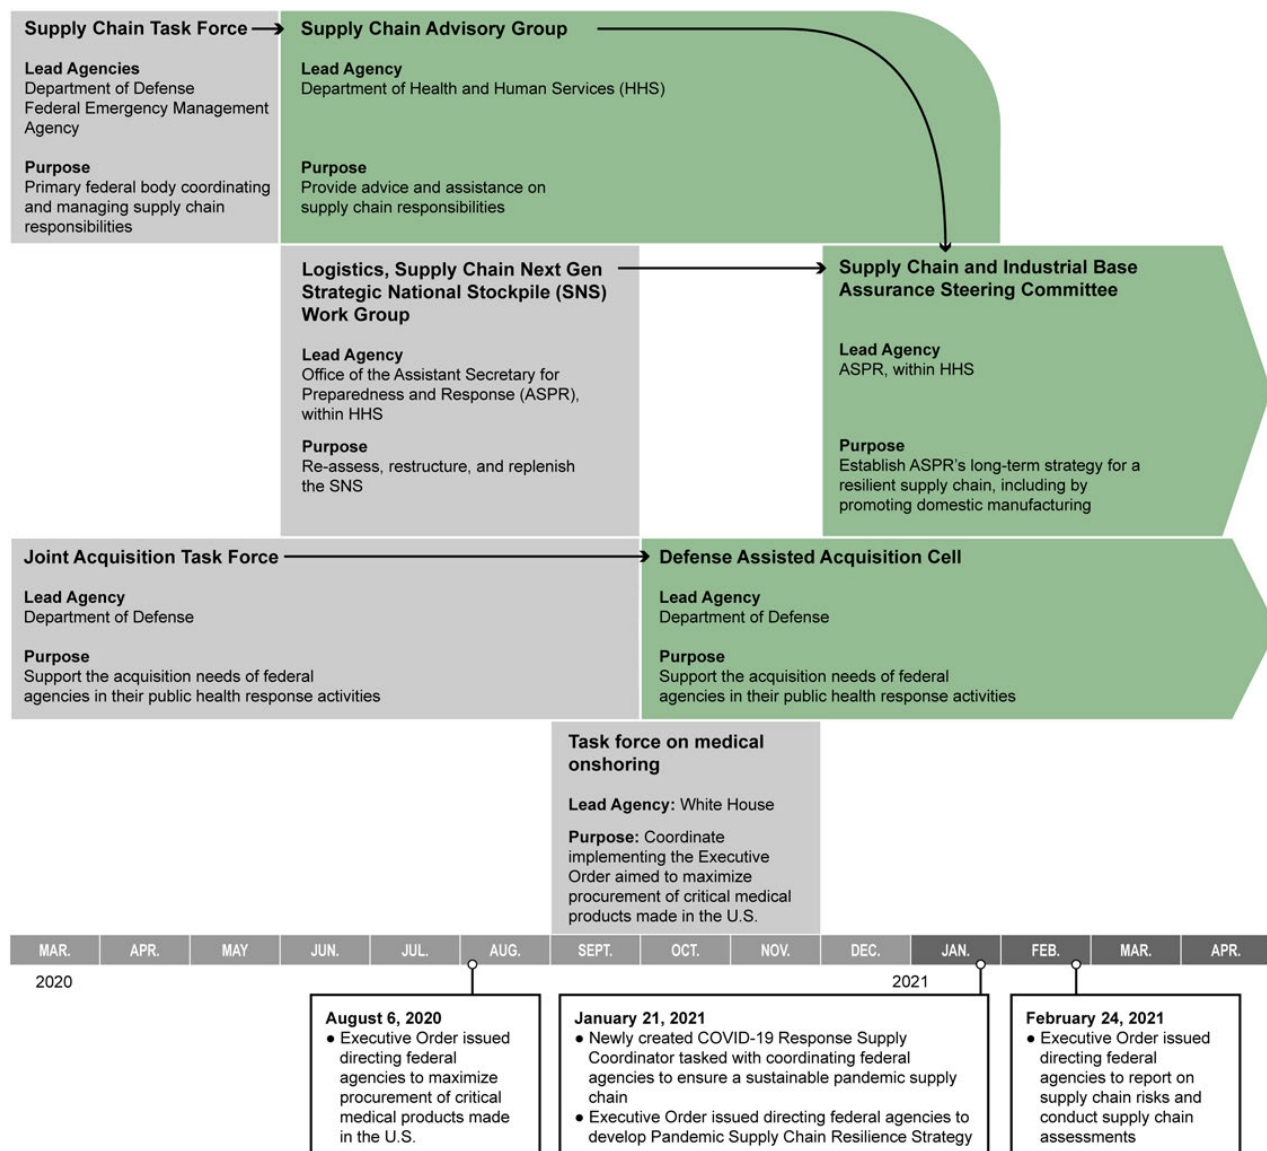 Supply Chain Task Force
Lead Agencies
Department of Defense
Federal Emergency Management
Agency
Purpose
Primary federal body coordinating
and managing supply chain
responsibilities
Supply Chain Advisory Group
Lead Agency
Department of Health and Human Services (HHS)
Purpose
Provide advice and assistance on
supply chain responsibilities
Logistics, Supply Chain Next Gen
Strategic National Stockpile (SNS)
Work Group
Lead Agency
Office of the Assistant Secretary for
Preparedness and Response (ASPR),
within HHS
Purpose
Re-assess, restructure, and replenish
the SNS
Supply Chain and Industrial Base
Assurance Steering Committee
Lead Agency
ASPR, within HHS
Purpose
Establish ASPR’s long-term strategy for a
resilient supply chain, including by
promoting domestic manufacturing
Joint Acquisition Task Force
Lead Agency
Department of Defense
Purpose
Support the acquisition needs of federal
agencies in their public health response activities
Defense Assisted Acquisition Cell
Lead Agency
Department of Defense
Purpose
Support the acquisition needs of federal
agencies in their public health response activities
Task force on medical
onshoring
Lead Agency: White House
Purpose: Coordinate
implementing the Executive
Order aimed to maximize
procurement of critical medical
products made in the U.S.
MAR. APR. MAY JUN. JUL. AUG. SEPT. OCT. NOV. DEC. JAN. FEB. MAR. APR.
2020 2021
August 6, 2020
● Executive Order issued
directing federal
agencies to maximize
procurement of critical
medical products made
in the U.S.
January 21, 2021
● Newly created COVID-19 Response Supply
Coordinator tasked with coordinating federal
agencies to ensure a sustainable pandemic supply
chain
● Executive Order issued directing federal agencies to
develop Pandemic Supply Chain Resilience Strategy
February 24, 2021
● Executive Order issued
directing federal
agencies to report on
supply chain risks and
conduct supply chain
assessments